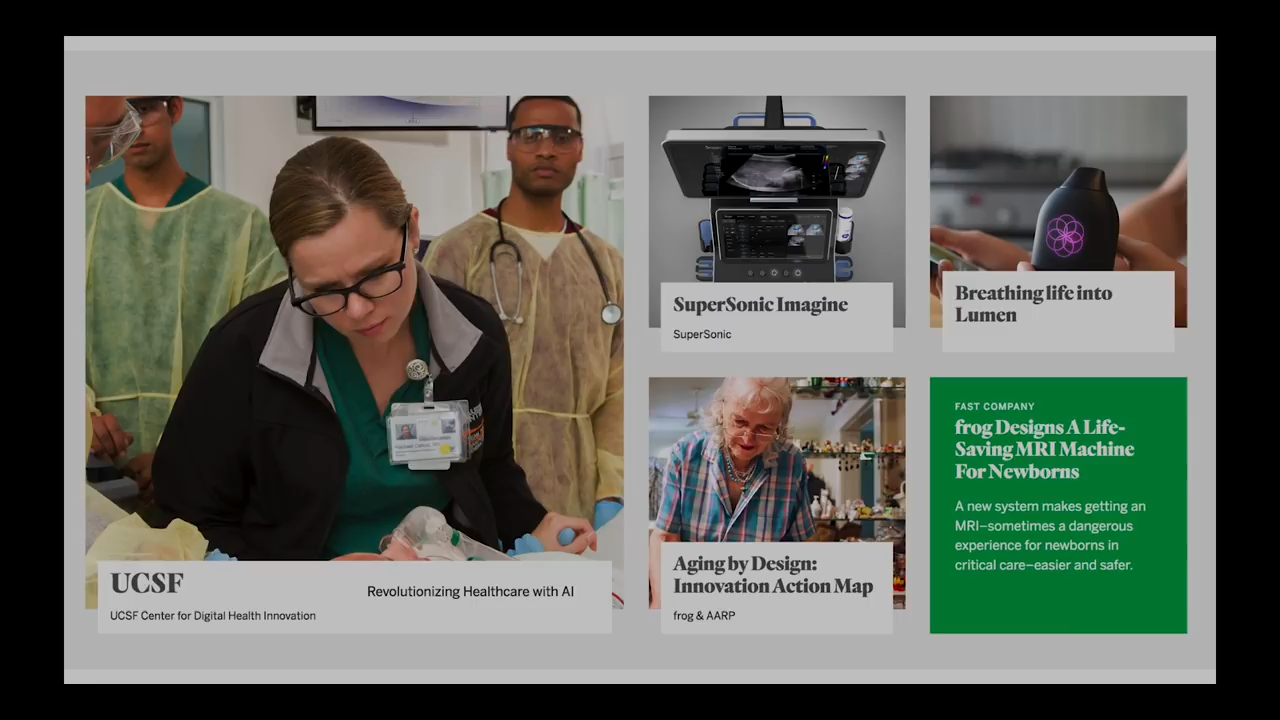 UCSF
Revolutionizing Healthcare with AI
UCSF Center for Digital Health Innovation
SuperSonic Imagine
SuperSonic
Breathing life into
Lumen
Aging by Design:
Innovation Action Map
frog & AARP
FAST COMPANY
frog Designs A Life-
Saving MRI Machine
For Newborns
A new system makes getting an
MRI–sometimes a dangerous
experience for newborns in
critical care–easier and safer.